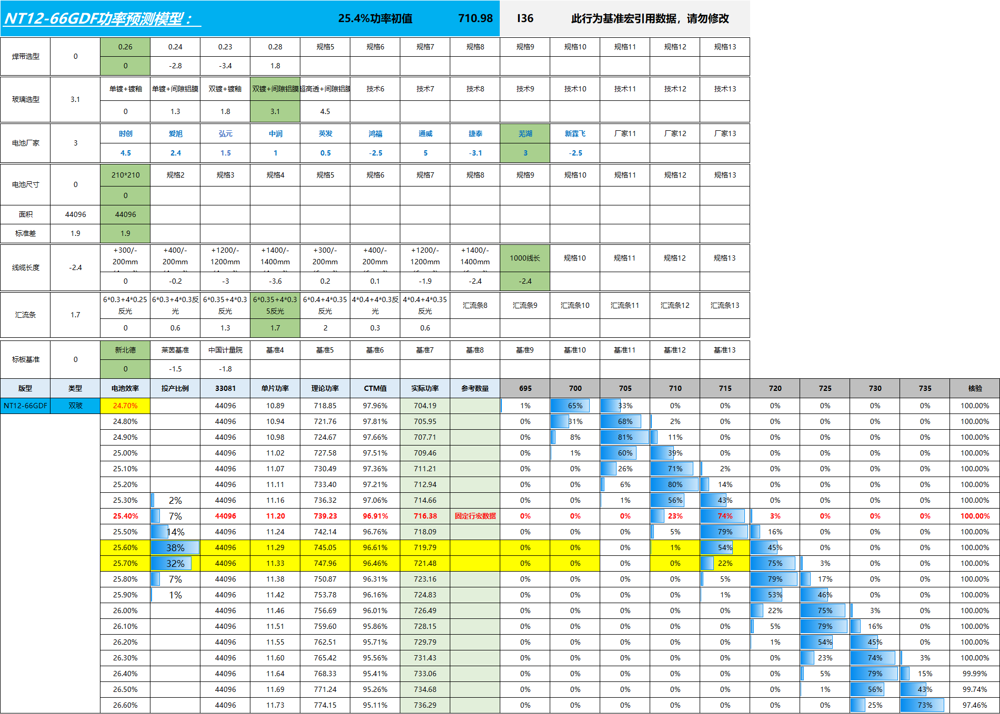 NT12-66GDF功率预测模型： 25.4%功率初值 710.98 I36 此行为基准宏引用数据，请勿修改
焊带选型 0 0.26 0.24 0.23 0.28 规格5 规格6 规格7 规格8 规格9 规格10 规格11 规格12 规格13
0 -2.8 -3.4 1.8
玻璃选型 3.1 单镀+镀釉 单镀+间隙铝膜 双镀+镀釉 双镀+间隙铝膜 超高透+间隙铝膜 技术6 技术7 技术8 技术9 技术10 技术11 技术12 技术13
0 1.3 1.8 3.1 4.5
电池厂家 3 时创 爱旭 弘元 中润 英发 鸿禧 通威 捷泰 芜湖 新霖飞 厂家11 厂家12 厂家13
4.5 2.4 1.5 1 0.5 -2.5 5 -3.1 3 -2.5
电池尺寸 0 210*210 规格2 规格3 规格4 规格5 规格6 规格7 规格8 规格9 规格10 规格11 规格12 规格13
0
面积 44096 44096
标准差 1.9 1.9
线缆长度 -2.4 +300/-200mm +400/-200mm +1200/-1200mm +1400/-1400mm +300/-200mm +400/-200mm +1200/-1200mm +1400/-1400mm 1000线长 规格10 规格11 规格12 规格13
0 -0.2 -3 -3.6 0.2 0.1 -1.9 -2.4 -2.4
汇流条 1.7 6*0.3+4*0.25反光 6*0.3+4*0.3反光 6*0.35+4*0.3反光 6*0.35+4*0.35反光 6*0.4+4*0.35反光 4*0.4+4*0.3反光 4*0.4+4*0.35反光 汇流条8 汇流条9 汇流条10 汇流条11 汇流条12 汇流条13
0 0.6 1.3 1.7 2 0.3 0.6
标板基准 0 新北德 莱茵基准 中国计量院 基准4 基准5 基准6 基准7 基准8 基准9 基准10 基准11 基准12 基准13
0 -1.5 -1.8
版型 类型 电池效率 投产比例 33081 单片功率 理论功率 CTM值 实际功率 参考数量 695 700 705 710 715 720 725 730 735 核验
NT12-66GDF 双玻 24.70% 44096 10.89 718.85 97.96% 704.19 1% 65% 33% 0% 0% 0% 0% 0% 0% 100.00%
24.80% 44096 10.94 721.76 97.81% 705.95 0% 31% 68% 2% 0% 0% 0% 0% 0% 100.00%
24.90% 44096 10.98 724.67 97.66% 707.71 0% 8% 81% 11% 0% 0% 0% 0% 0% 100.00%
25.00% 44096 11.02 727.58 97.51% 709.46 0% 1% 60% 39% 0% 0% 0% 0% 0% 100.00%
25.10% 44096 11.07 730.49 97.36% 711.21 0% 0% 26% 71% 2% 0% 0% 0% 0% 100.00%
25.20% 44096 11.11 733.40 97.21% 712.94 0% 0% 6% 80% 14% 0% 0% 0% 0% 100.00%
25.30% 2% 44096 11.16 736.32 97.06% 714.66 0% 0% 1% 56% 43% 0% 0% 0% 0% 100.00%
25.40% 7% 44096 11.20 739.23 96.91% 716.38 固定行宏数据 0% 0% 0% 23% 74% 3% 0% 0% 0% 100.00%
25.50% 14% 44096 11.24 742.14 96.76% 718.09 0% 0% 0% 5% 79% 16% 0% 0% 0% 100.00%
25.60% 38% 44096 11.29 745.05 96.61% 719.79 0% 0% 0% 1% 54% 45% 0% 0% 0% 100.00%
25.70% 32% 44096 11.33 747.96 96.46% 721.48 0% 0% 0% 0% 22% 75% 3% 0% 0% 100.00%
25.80% 7% 44096 11.38 750.87 96.31% 723.16 0% 0% 0% 0% 5% 79% 17% 0% 0% 100.00%
25.90% 1% 44096 11.42 753.78 96.16% 724.83 0% 0% 0% 0% 1% 53% 46% 0% 0% 100.00%
26.00% 44096 11.46 756.69 96.01% 726.49 0% 0% 0% 0% 0% 22% 75% 3% 0% 100.00%
26.10% 44096 11.51 759.60 95.86% 728.15 0% 0% 0% 0% 0% 5% 79% 16% 0% 100.00%
26.20% 44096 11.55 762.51 95.71% 729.79 0% 0% 0% 0% 0% 1% 54% 45% 0% 100.00%
26.30% 44096 11.60 765.42 95.56% 731.43 0% 0% 0% 0% 0% 0% 23% 74% 3% 100.00%
26.40% 44096 11.64 768.33 95.41% 733.06 0% 0% 0% 0% 0% 0% 5% 79% 15% 99.99%
26.50% 44096 11.69 771.24 95.26% 734.68 0% 0% 0% 0% 0% 0% 1% 56% 43% 99.74%
26.60% 44096 11.73 774.15 95.11% 736.29 0% 0% 0% 0% 0% 0% 0% 25% 73% 97.46%